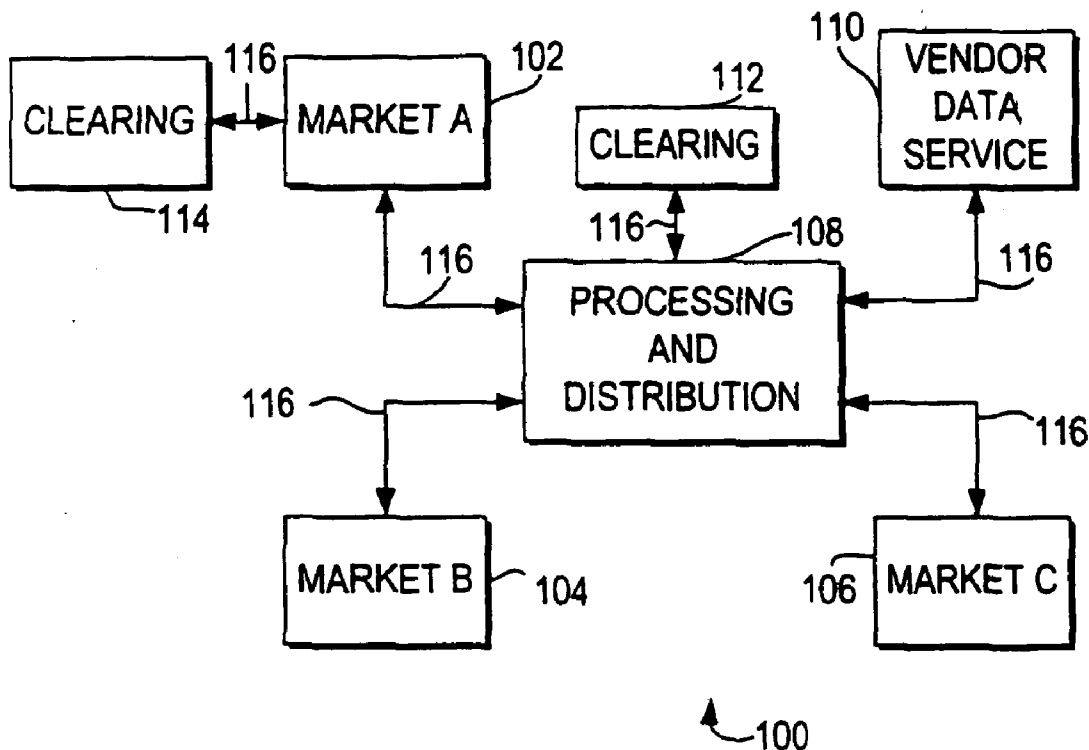 116
102
110
CLEARING
MARKET A
112
VENDOR
DATA
SERVICE
CLEARING
114
116
108
116
116
PROCESSING
AND
DISTRIBUTION
116
116
MARKET B
104
106
MARKET C
100